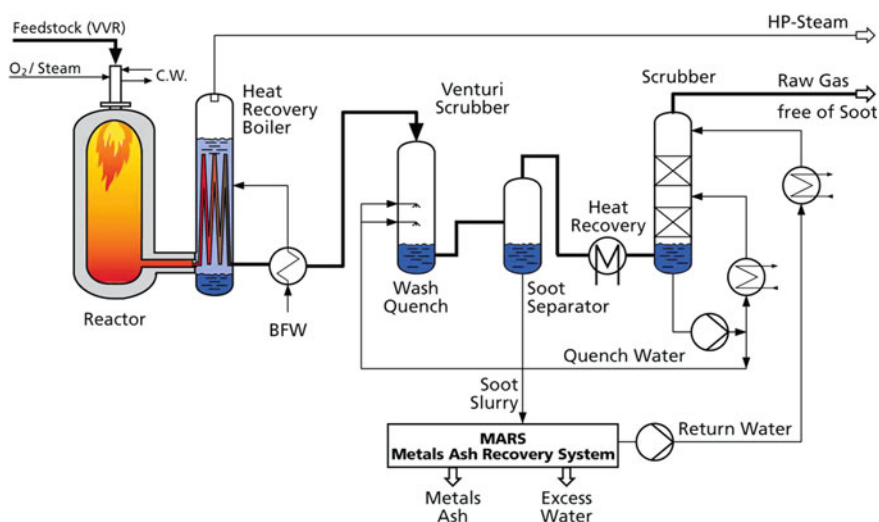 Feedstock (VVR)
O₂/ Steam
C.W.
HP-Steam
Heat
Recovery
Boiler
Venturi
Scrubber
Scrubber
Raw Gas
free of Soot
Heat
Recovery
Reactor
BFW
Wash
Quench
Soot
Separator
Quench Water
Soot
Slurry
MARS
Metals Ash Recovery System
Return Water
Metals
Ash
Excess
Water